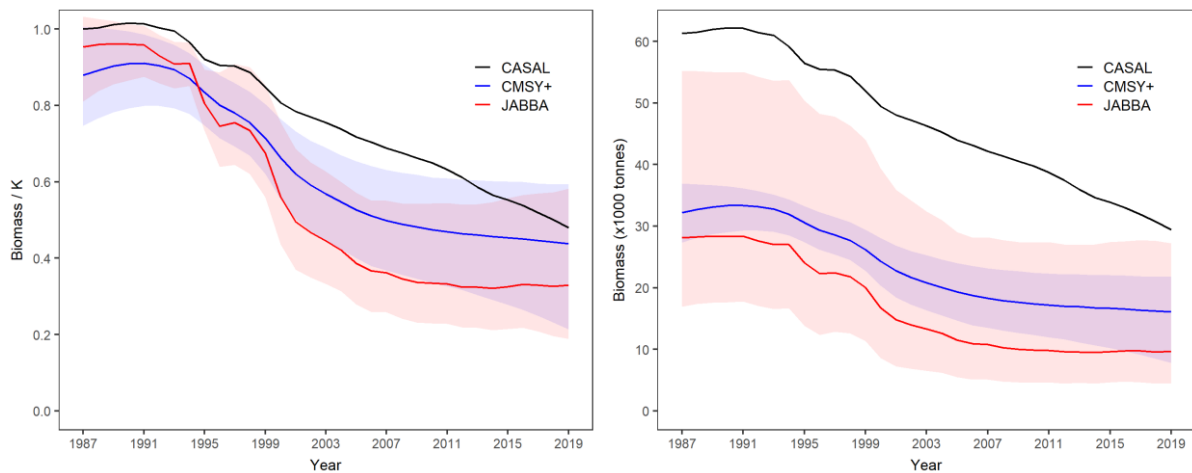 1.0
0.8
0.6
0.4
0.2
0.0
Biomass / K
CASAL
CMSY+
JABBA
1987 1991 1995 1999 2003 2007 2011 2015 2019
Year
60
50
40
30
20
10
0
Biomass (x1000 tonnes)
CASAL
CMSY+
JABBA
1987 1991 1995 1999 2003 2007 2011 2015 2019
Year